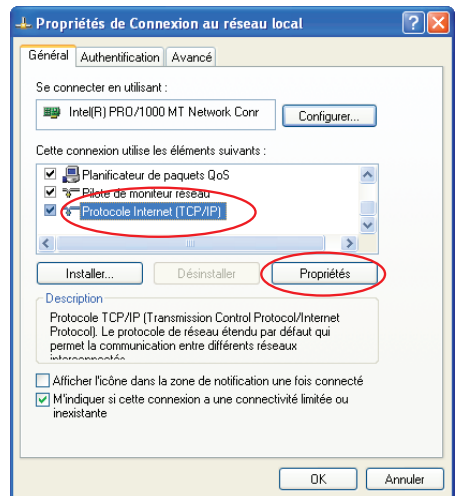 Propriétés de Connexion au réseau local
Général
Authentification
Avancé
Se connecter en utilisant :
Intel(R) PRO/1000 MT Network Conr
Configurer...
Cette connexion utilise les éléments suivants :
Planificateur de paquets QoS
Pilote de moniteur réseau
Protocole Internet (TCP/IP)
Installer...
Désinstaller
Propriétés
Description
Protocole TCP/IP (Transmission Control Protocol/Internet
Protocol). Le protocole de réseau étendu par défaut qui
permet la communication entre différents réseaux
interconnectés
Afficher l'icône dans la zone de notification une fois connecté
M'indiquer si cette connexion a une connectivité limitée ou
inexistante
OK
Annuler